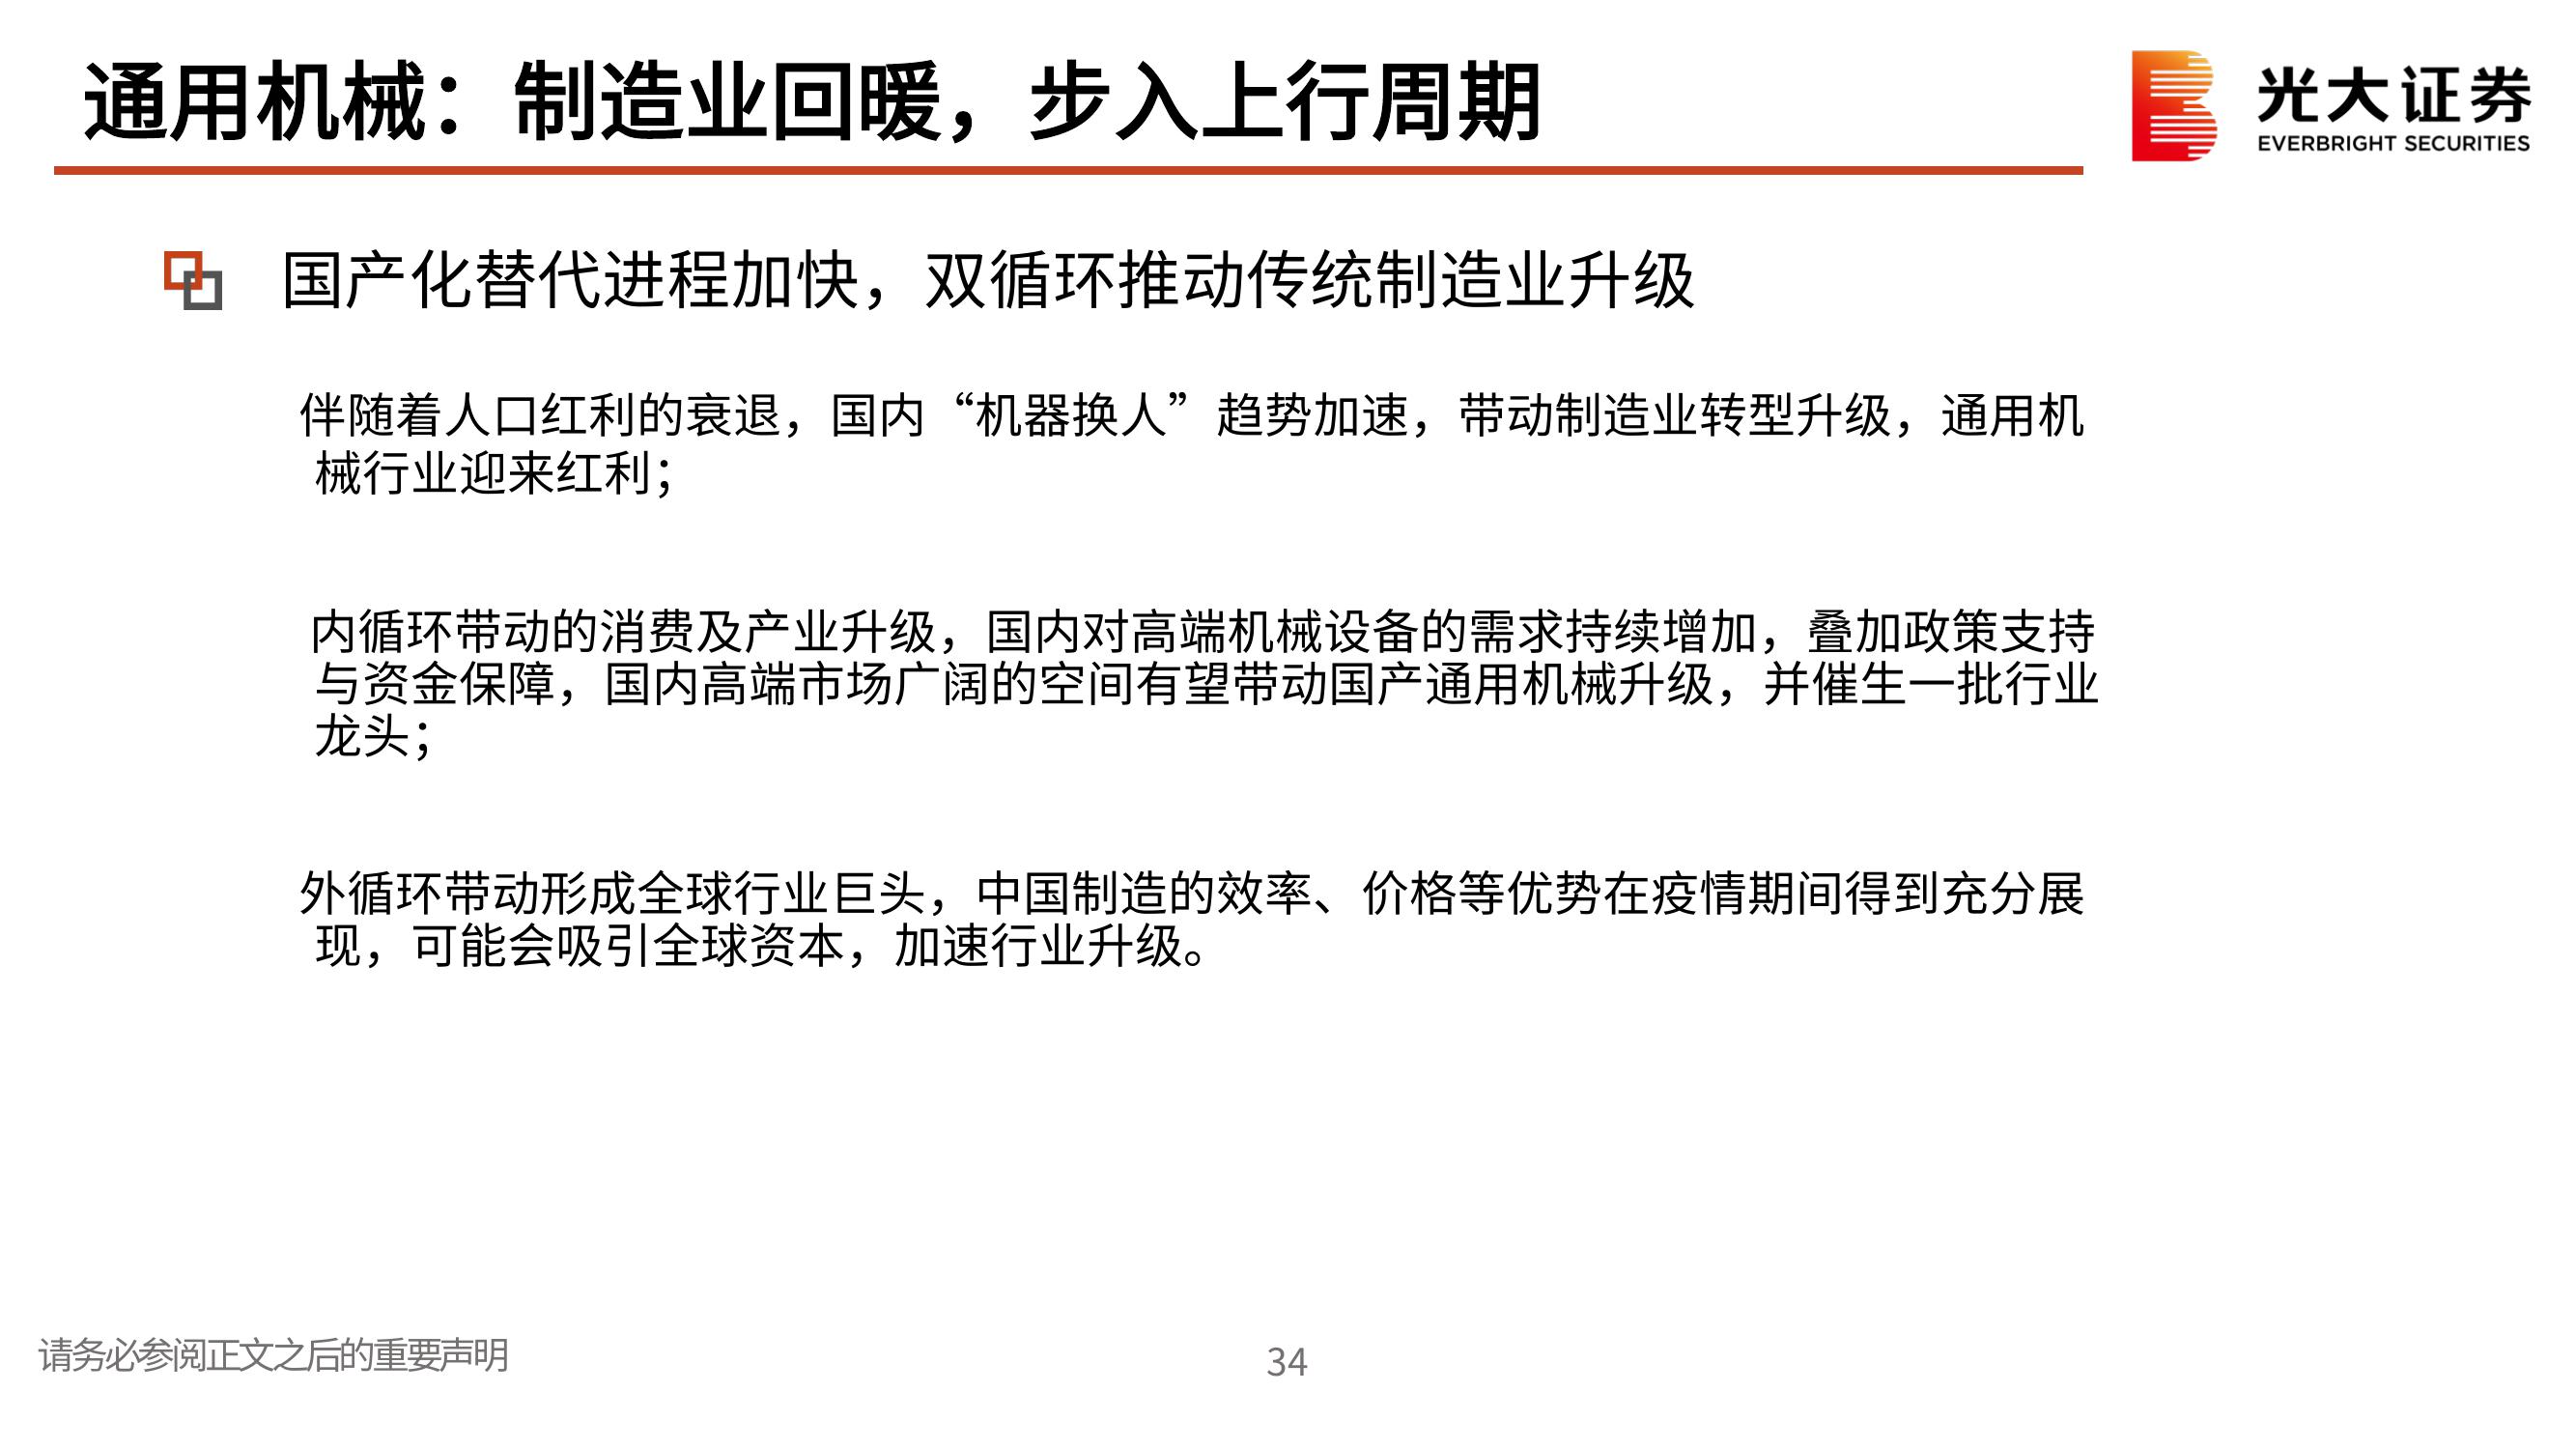 通用机械：制造业回暖，步入上行周期
光大证券
EVERBRIGHT SECURITIES
国产化替代进程加快，双循环推动传统制造业升级
伴随着人口红利的衰退，国内“机器换人”趋势加速，带动制造业转型升级，通用机
械行业迎来红利；
内循环带动的消费及产业升级，国内对高端机械设备的需求持续增加，叠加政策支持
与资金保障，国内高端市场广阔的空间有望带动国产通用机械升级，并催生一批行业
龙头；
外循环带动形成全球行业巨头，中国制造的效率、价格等优势在疫情期间得到充分展
现，可能会吸引全球资本，加速行业升级。
请务必参阅正文之后的重要声明
34